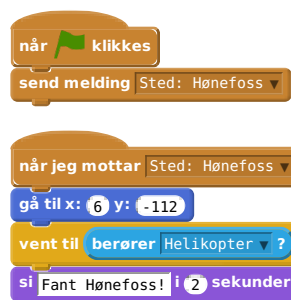 når klikkes
send melding Sted: Hønefoss ▼
når jeg mottar Sted: Hønefoss ▼
gå til x: 6 y: -112
vent til berører Helikopter ▼ ?
si Fant Hønefoss! i 2 sekunder